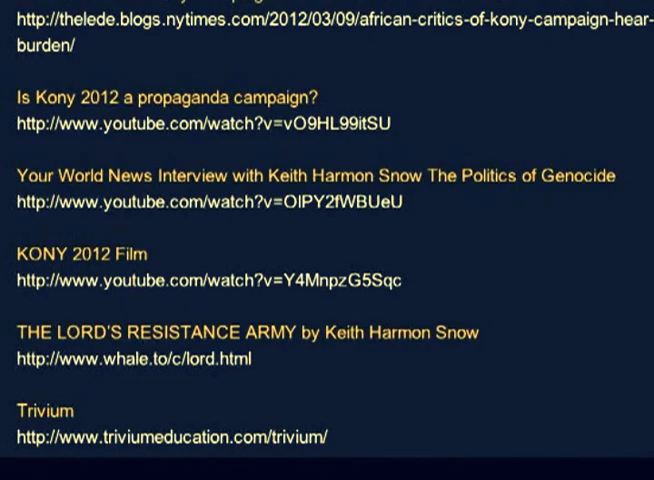 http://thelede.blogs.nytimes.com/2012/03/09/african-critics-of-kony-campaign-hear-
burden/
Is Kony 2012 a propaganda campaign?
http://www.youtube.com/watch?v=vO9HL99itSU
Your World News Interview with Keith Harmon Snow The Politics of Genocide
http://www.youtube.com/watch?v=OlPY2fWBUeU
KONY 2012 Film
http://www.youtube.com/watch?v=Y4MnpzG5Sqc
THE LORD'S RESISTANCE ARMY by Keith Harmon Snow
http://www.whale.to/c/lord.html
Trivium
http://www.triviumeducation.com/trivium/